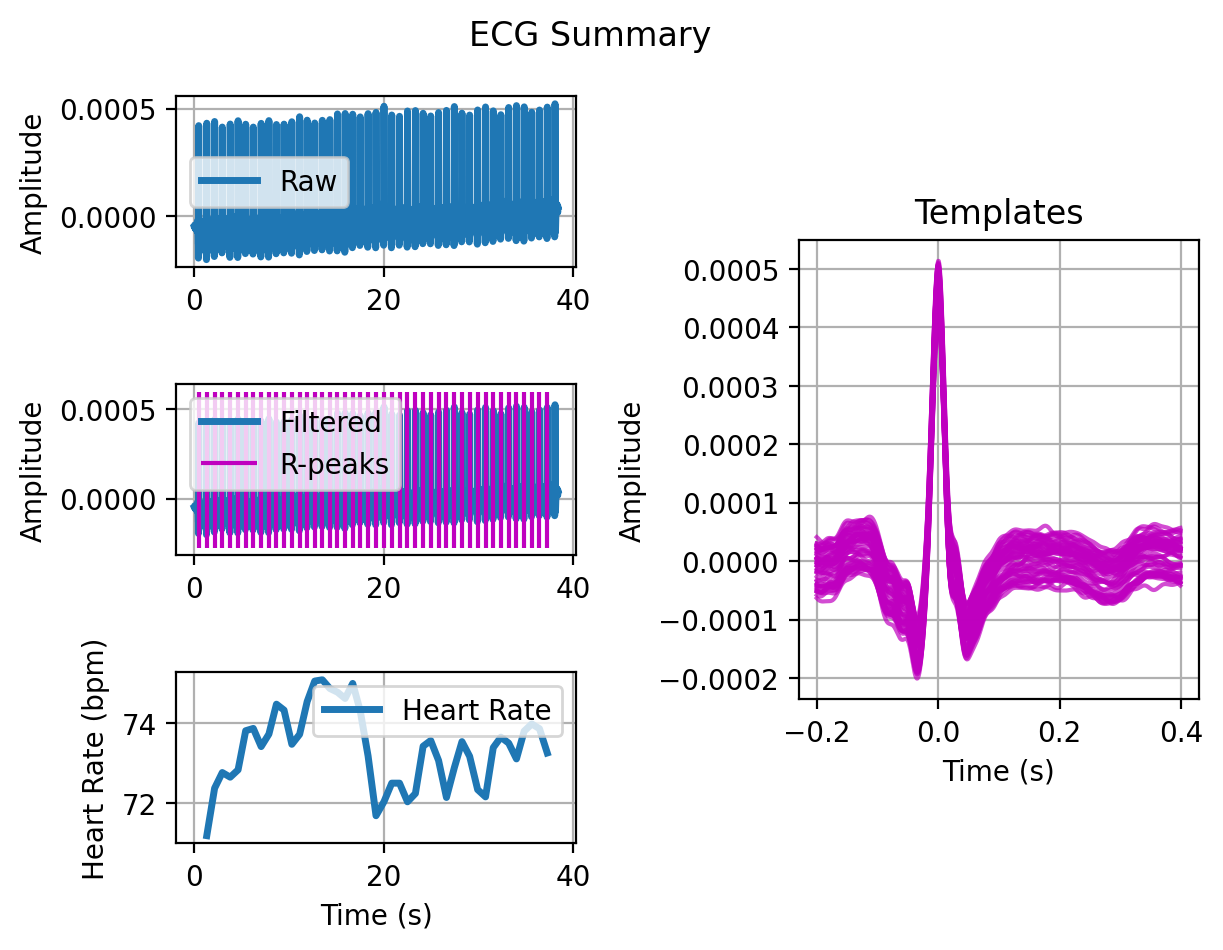 ECG Summary
Amplitude
0.0005
0.0000
Raw
0
20
40
Amplitude
0.0005
0.0000
Filtered
R-peaks
0
20
40
Heart Rate (bpm)
74
72
Heart Rate
0
20
40
Time (s)
Templates
Amplitude
0.0005
0.0004
0.0003
0.0002
0.0001
0.0000
−0.0001
−0.0002
−0.2
0.0
0.2
0.4
Time (s)